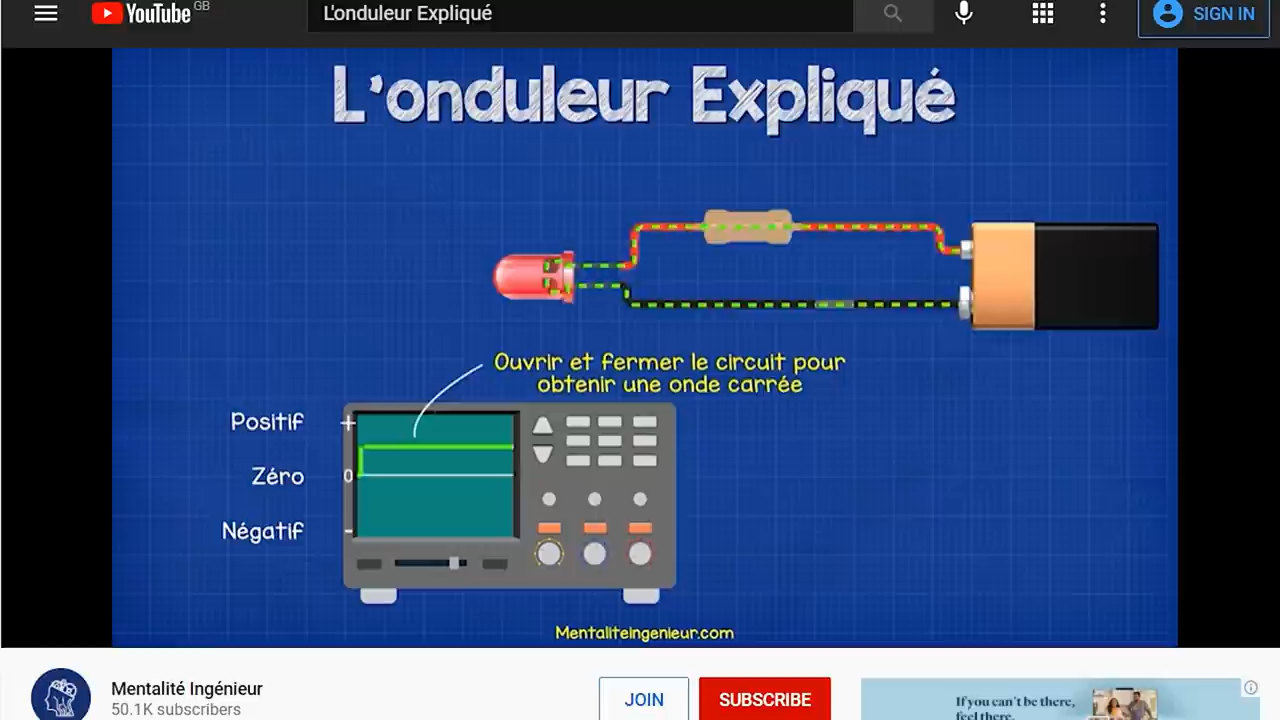 YouTube GB
L'onduleur Expliqué
SIGN IN
L'onduleur Expliqué
Ouvrir et fermer le circuit pour
obtenir une onde carrée
Positif
+
Zéro
0
Négatif
-
Mentaliteingenieur.com
Mentalité Ingénieur
50.1K subscribers
JOIN
SUBSCRIBE
If you can't be there,
feel there.